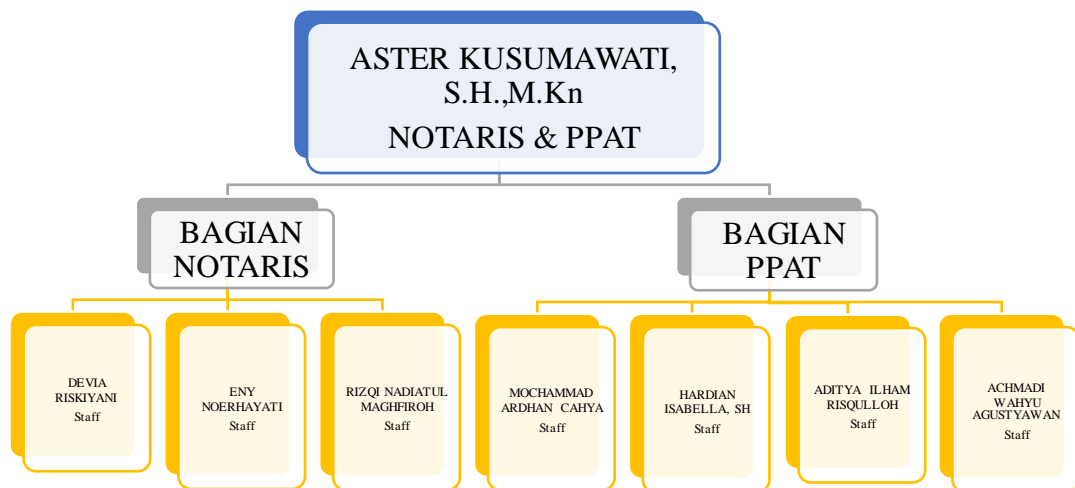 ASTER KUSUMAWATI,
S.H.,M.Kn
NOTARIS & PPAT
BAGIAN
NOTARIS
BAGIAN
PPAT
DEVIA
RISKIYANI
Staff
ENY
NOERHAYATI
Staff
RIZQI NADIATUL
MAGHFIROH
Staff
MOCHAMMAD
ARDHAN CAHYA
Staff
HARDIAN
ISABELLA, SH
Staff
ADITYA ILHAM
RISQULLOH
Staff
ACHMADI
WAHYU
AGUSTYAWAN
Staff